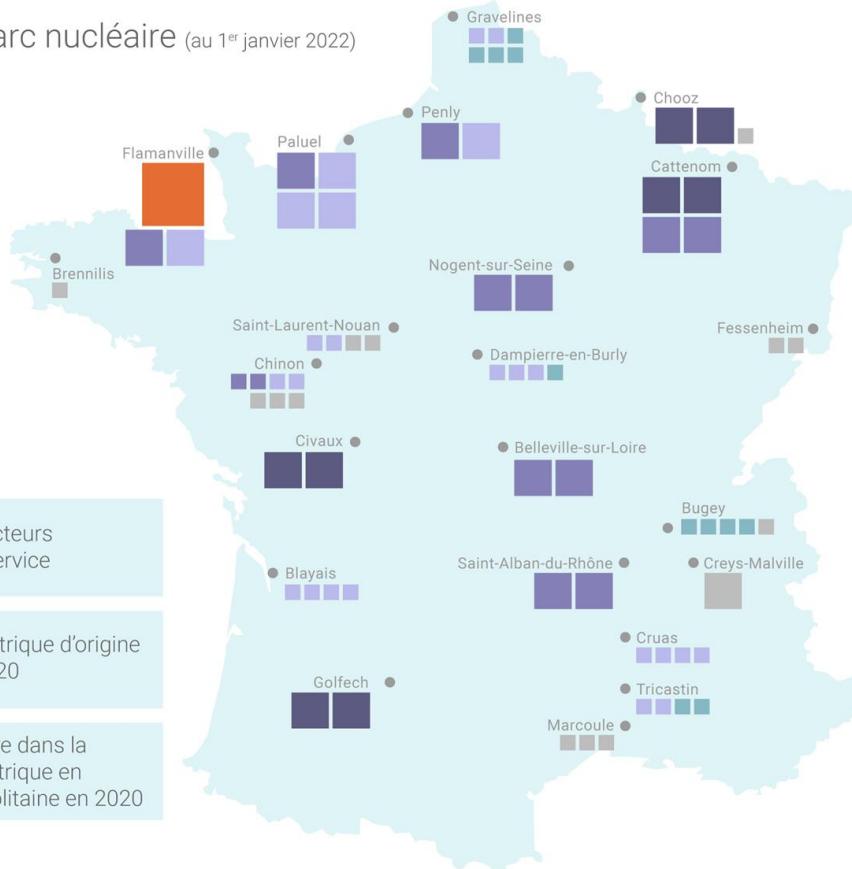 arc nucléaire (au 1er janvier 2022)
Gravelines
Chooz
Penly
Paluel
Flamanville
Cattenom
Brennilis
Nogent-sur-Seine
Saint-Laurent-Nouan
Fessenheim
Dampierre-en-Burly
Chinon
Civaux
Belleville-sur-Loire
Bugey
cteurs
ervice
Saint-Alban-du-Rhône
Creys-Malville
Blayais
trique d’origine
20
Cruas
Golfech
Tricastin
Marcoule
e dans la
trique en
olitaine en 2020